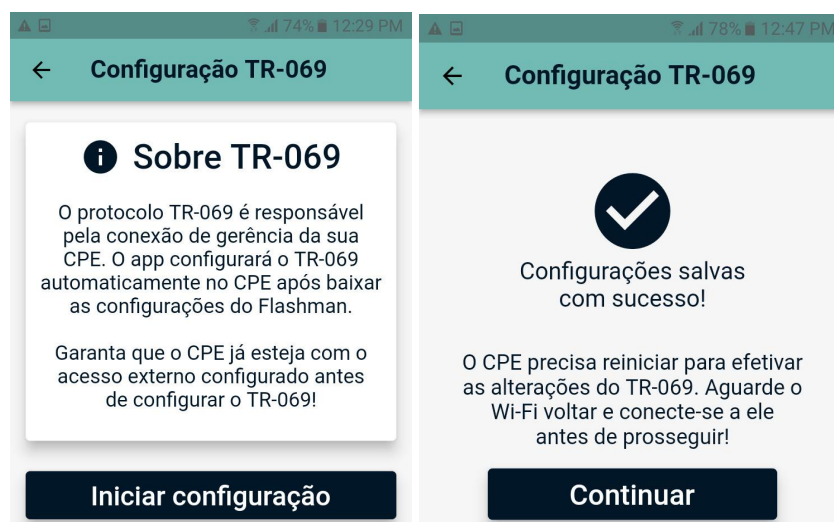 74% 12:29 PM
Configuração TR-069
Sobre TR-069
O protocolo TR-069 é responsável
pela conexão de gerência da sua
CPE. O app configurará o TR-069
automaticamente no CPE após baixar
as configurações do Flashman.
Garanta que o CPE já esteja com o
acesso externo configurado antes
de configurar o TR-069!
Iniciar configuração
78% 12:47 PM
Configuração TR-069
Configurações salvas
com sucesso!
O CPE precisa reiniciar para efetivar
as alterações do TR-069. Aguarde o
Wi-Fi voltar e conecte-se a ele
antes de prosseguir!
Continuar